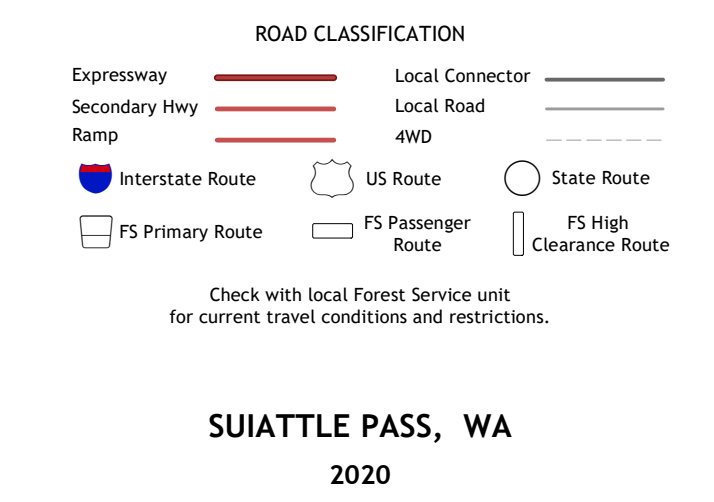 ROAD CLASSIFICATION
Expressway
Local Connector
Secondary Hwy
Local Road
Ramp
4WD
Interstate Route
US Route
State Route
FS Primary Route
FS Passenger
Route
FS High
Clearance Route
Check with local Forest Service unit
for current travel conditions and restrictions.
SUIATTLE PASS, WA
2020